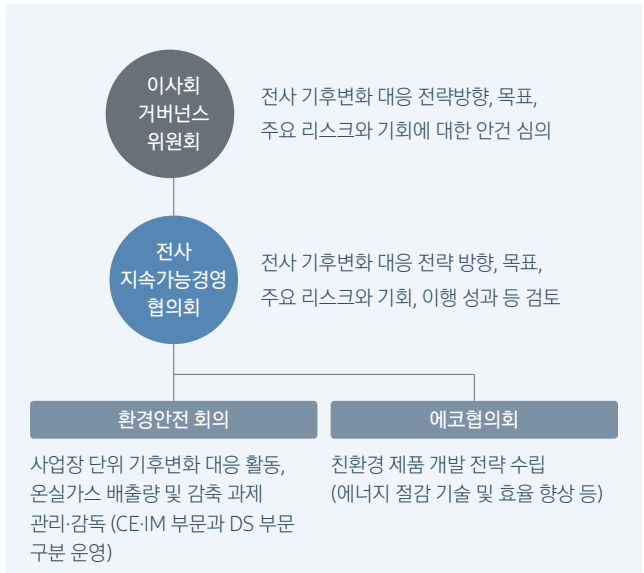 이사회
거버넌스
위원회
전사 기후변화 대응 전략방향, 목표,
주요 리스크와 기회에 대한 안건 심의
전사
지속가능경영
협의회
전사 기후변화 대응 전략 방향, 목표,
주요 리스크와 기회, 이행 성과 등 검토
환경안전 회의
사업장 단위 기후변화 대응 활동,
온실가스 배출량 및 감축 과제
관리·감독 (CE·IM 부문과 DS 부문
구분 운영)
에코협의회
친환경 제품 개발 전략 수립
(에너지 절감 기술 및 효율 향상 등)